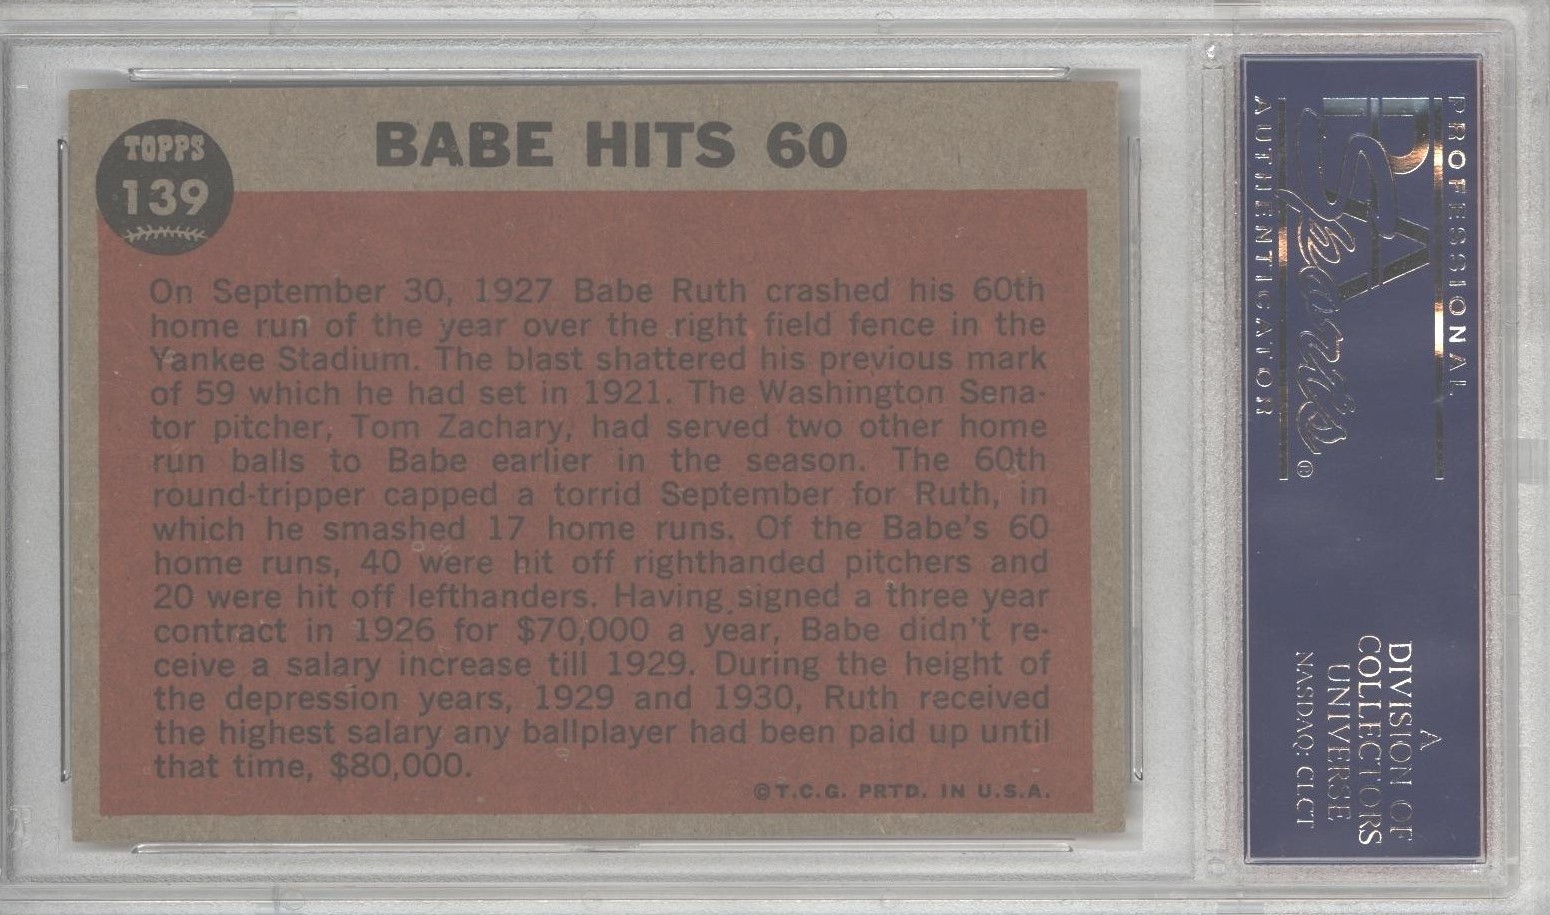 TOPPS
139
BABE HITS 60
On September 30, 1927 Babe Ruth crashed his 60th
home run of the year over the right field fence in the
Yankee Stadium. The blast shattered his previous mark
of 59 which he had set in 1921. The Washington Sena-
tor pitcher, Tom Zachary, had served two other home
run balls to Babe earlier in the season. The 60th
round-tripper capped a torrid September for Ruth, in
which he smashed 17 home runs. Of the Babe's 60
home runs, 40 were hit off righthanded pitchers and
20 were hit off lefthanders. Having signed a three year
contract in 1926 for $70,000 a year, Babe didn't re-
ceive a salary increase till 1929. During the height of
the depression years, 1929 and 1930, Ruth received
the highest salary any ballplayer had been paid up until
that time, $80,000.
©T.C.G. PRTD. IN U.S.A.
PROFESSIONAL
PSA
Sports
®
AUTHENTICATOR
A
DIVISION OF
COLLECTORS
UNIVERSE
NASDAQ: CLCT